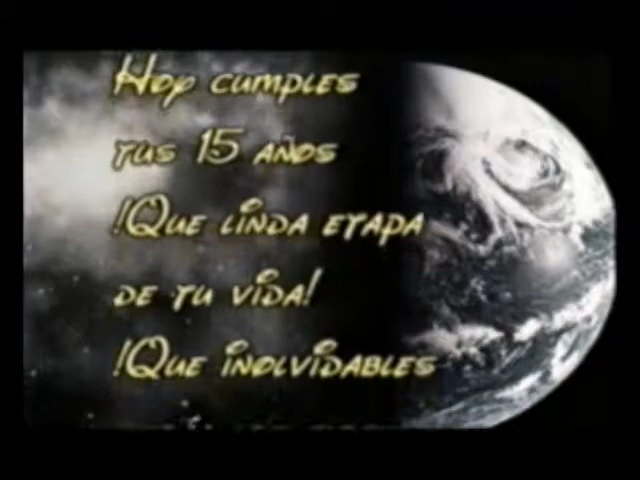 Hoy cumples
tus 15 años
!Que linda etapa
de tu vida!
!Que inolvidables